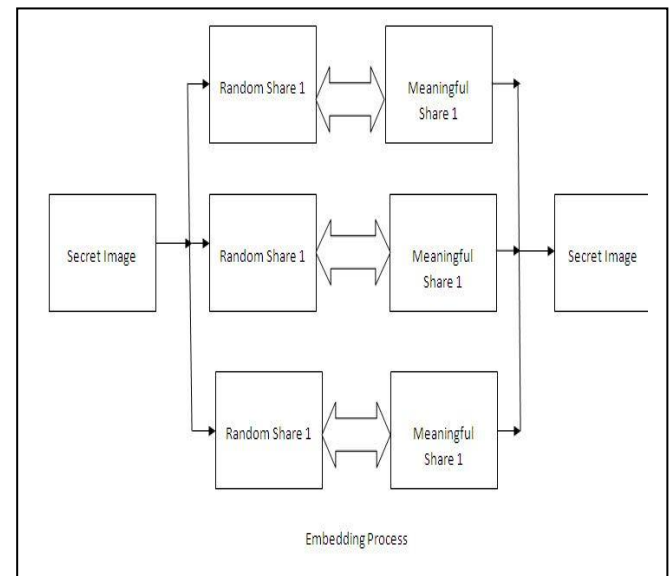 Random Share 1
Meaningful
Share 1
Secret Image
Random Share 1
Meaningful
Share 1
Secret Image
Random Share 1
Meaningful
Share 1
Embedding Process